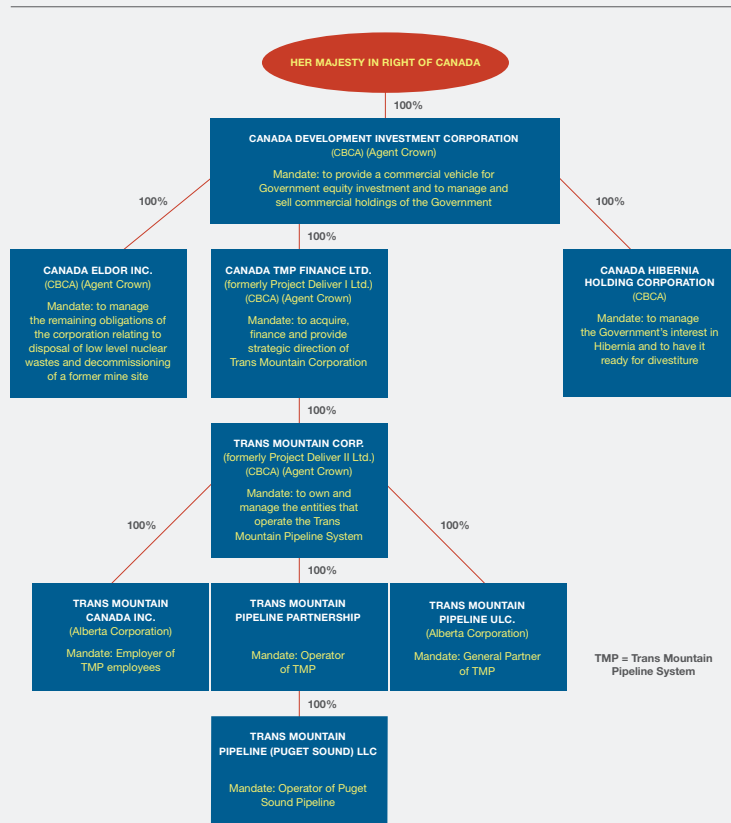 HER MAJESTY IN RIGHT OF CANADA
100%
CANADA DEVELOPMENT INVESTMENT CORPORATION
(CBCA) (Agent Crown)
Mandate: to provide a commercial vehicle for
Government equity investment and to manage and
sell commercial holdings of the Government
100%
100%
100%
CANADA ELDOR INC.
(CBCA) (Agent Crown)
Mandate: to manage
the remaining obligations of
the corporation relating to
disposal of low level nuclear
wastes and decommissioning
of a former mine site
CANADA TMP FINANCE LTD.
(formerly Project Deliver I Ltd.)
(CBCA) (Agent Crown)
Mandate: to acquire,
finance and provide
strategic direction of
Trans Mountain Corporation
CANADA HIBERNIA
HOLDING CORPORATION
(CBCA)
Mandate: to manage
the Government's interest in
Hibernia and to have it
ready for divestiture
100%
TRANS MOUNTAIN CORP.
(formerly Project Deliver II Ltd.)
(CBCA) (Agent Crown)
Mandate: to own and
manage the entities that
operate the Trans
Mountain Pipeline System
100%
100%
100%
TRANS MOUNTAIN
CANADA INC.
(Alberta Corporation)
Mandate: Employer of
TMP employees
TRANS MOUNTAIN
PIPELINE PARTNERSHIP
Mandate: Operator
of TMP
TRANS MOUNTAIN
PIPELINE ULC.
(Alberta Corporation)
Mandate: General Partner
of TMP
TMP = Trans Mountain
Pipeline System
100%
TRANS MOUNTAIN
PIPELINE (PUGET SOUND) LLC
Mandate: Operator of Puget
Sound Pipeline